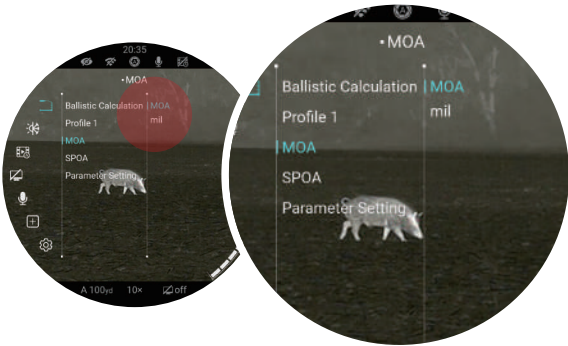 20:35
•MOA
Ballistic Calculation MOA
Profile 1 mil
MOA
SPOA
Parameter Setting
A 100yd 10× off
•MOA
Ballistic Calculation MOA
Profile 1 mil
MOA
SPOA
Parameter Setting